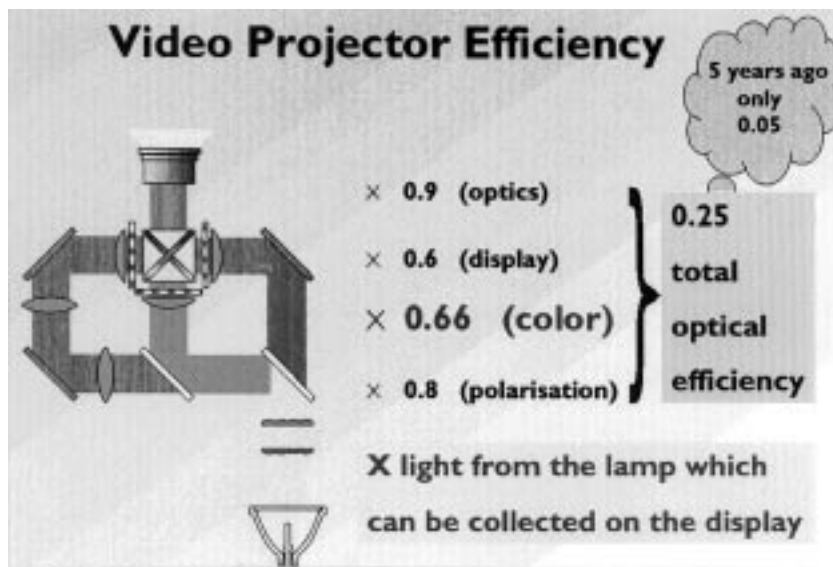 Video Projector Efficiency
5 years ago
only
0.05
× 0.9 (optics)
× 0.6 (display)
× 0.66 (color)
× 0.8 (polarisation)
0.25
total
optical
efficiency
X light from the lamp which
can be collected on the display